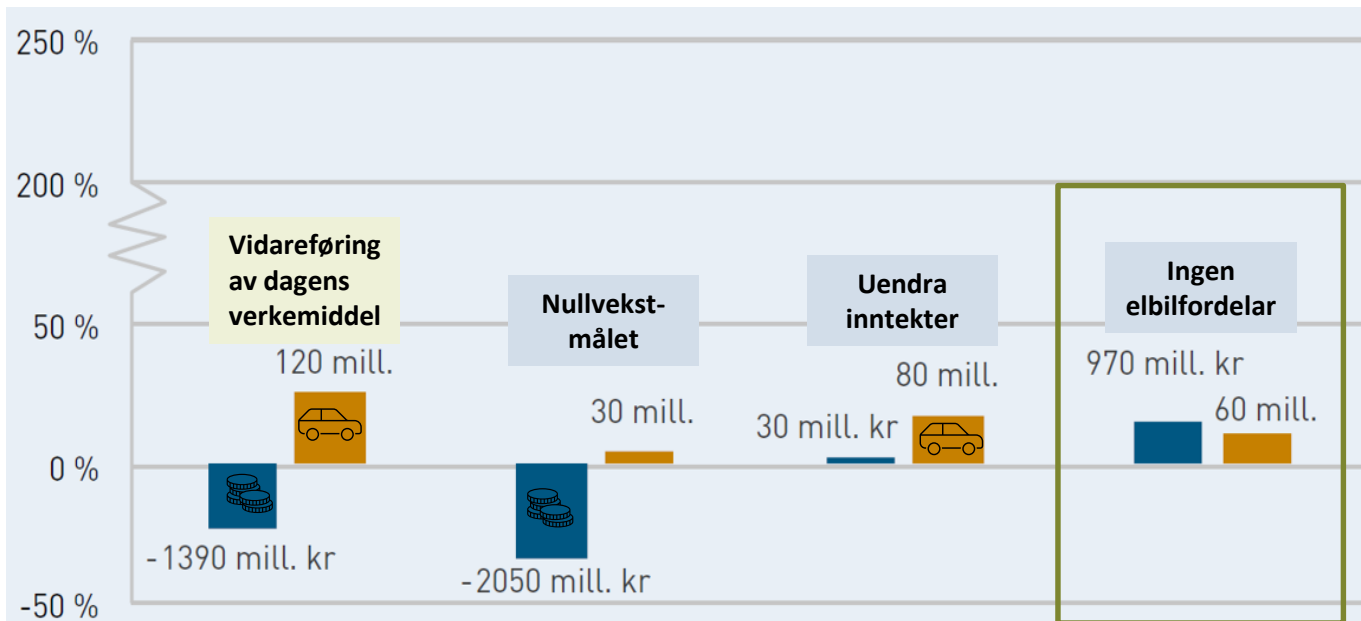 250 %
200 %
Vidareføring
av dagens
verkemiddel
Nullvekst-
målet
Uendra
inntekter
Ingen
elbilfordelar
50 %
120 mill.
30 mill.
30 mill. kr
80 mill.
970 mill. kr
60 mill.
0 %
-1390 mill. kr
-2050 mill. kr
-50 %